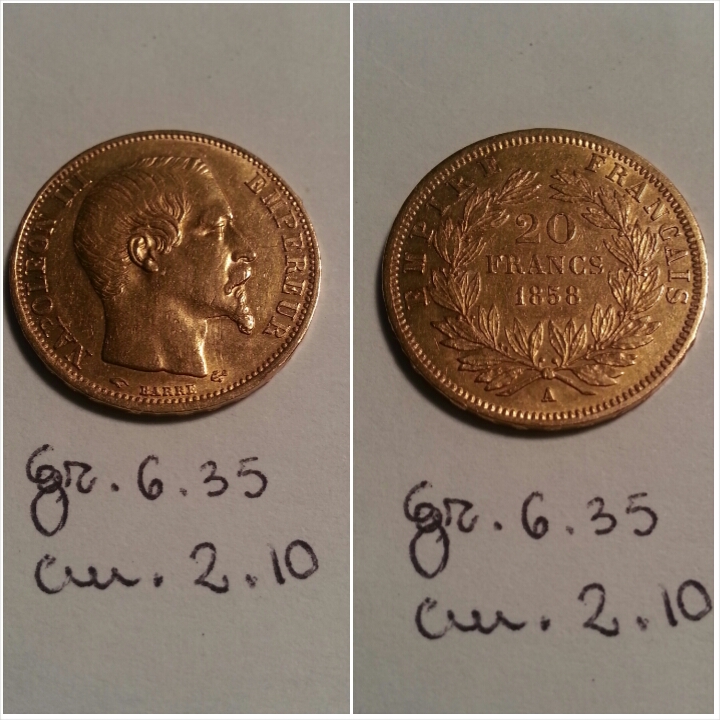 NAPOLEON III EMPEREUR
BARRE
gr. 6.35
cm. 2.10
EMPIRE FRANÇAIS
20
FRANCS
1858
A
gr. 6.35
cm. 2.10